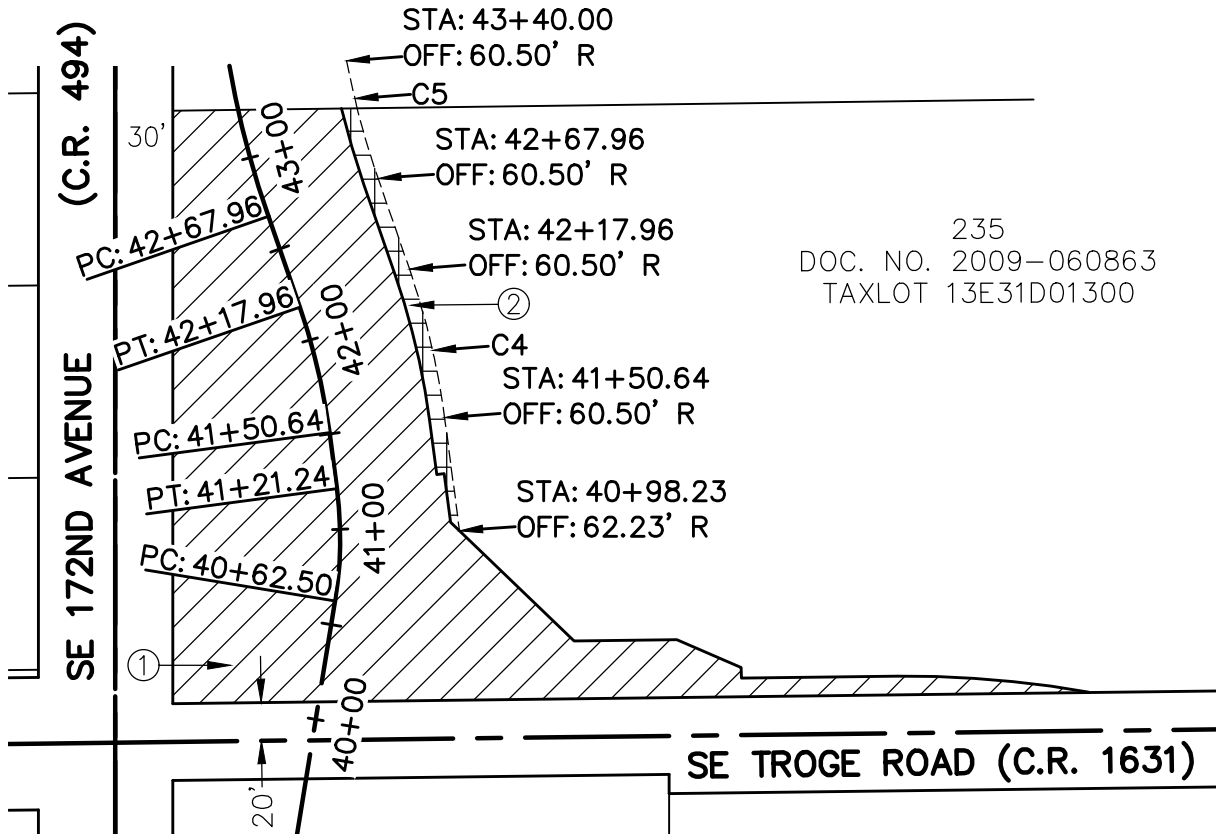 STA: 43+40.00
OFF: 60.50' R
C5
STA: 42+67.96
OFF: 60.50' R
STA: 42+17.96
OFF: 60.50' R
2
C4
STA: 41+50.64
OFF: 60.50' R
STA: 40+98.23
OFF: 62.23' R
235
DOC. NO. 2009-060863
TAXLOT 13E31D01300
SE 172ND AVENUE (C.R. 494)
30'
43+00
PC: 42+67.96
PT: 42+17.96
42+00
PC: 41+50.64
PT: 41+21.24
41+00
PC: 40+62.50
1
40+00
20'
SE TROGE ROAD (C.R. 1631)